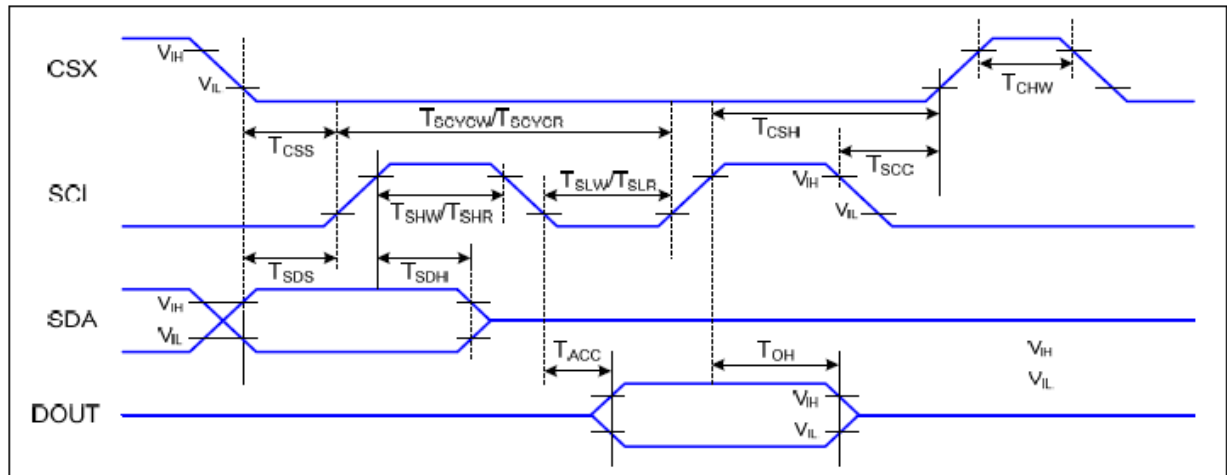 CSX
VIH
VIL
TCHW
TSCYCW/TSCYCR
TCSS
TCSH
TSCC
SCL
TSLW/TSLR
VIH
TSHW/TSHR
VIL
TSDS
TSDH
SDA
VIH
VIL
TACC
TOH
VIH
VIL
DOUT
VIH
VIL